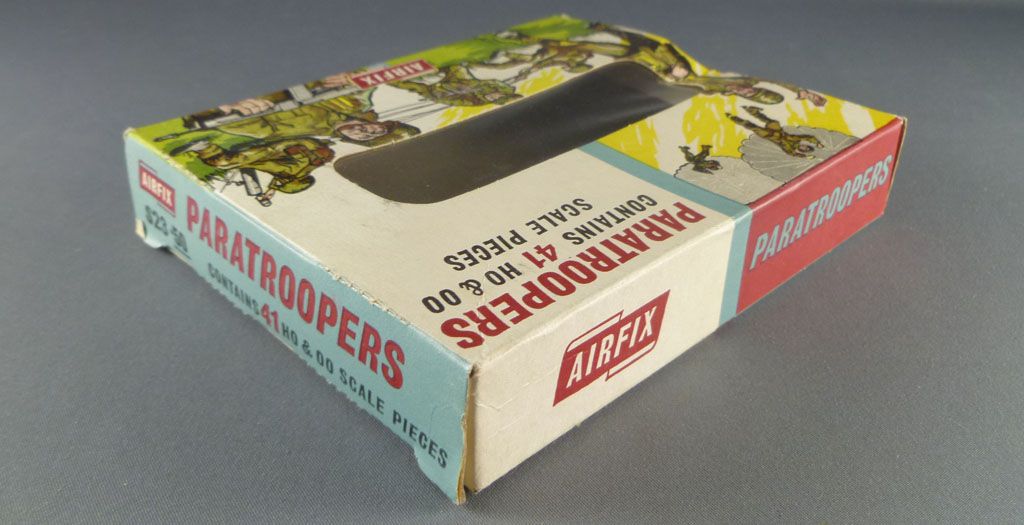 AIRFIX
PARATROOPERS
CONTAINS 41 HO & OO
SCALE PIECES
AIRFIX
S23-50
PARATROOPERS
CONTAINS 41 HO & OO SCALE PIECES
AIRFIX
PARATROOPERS